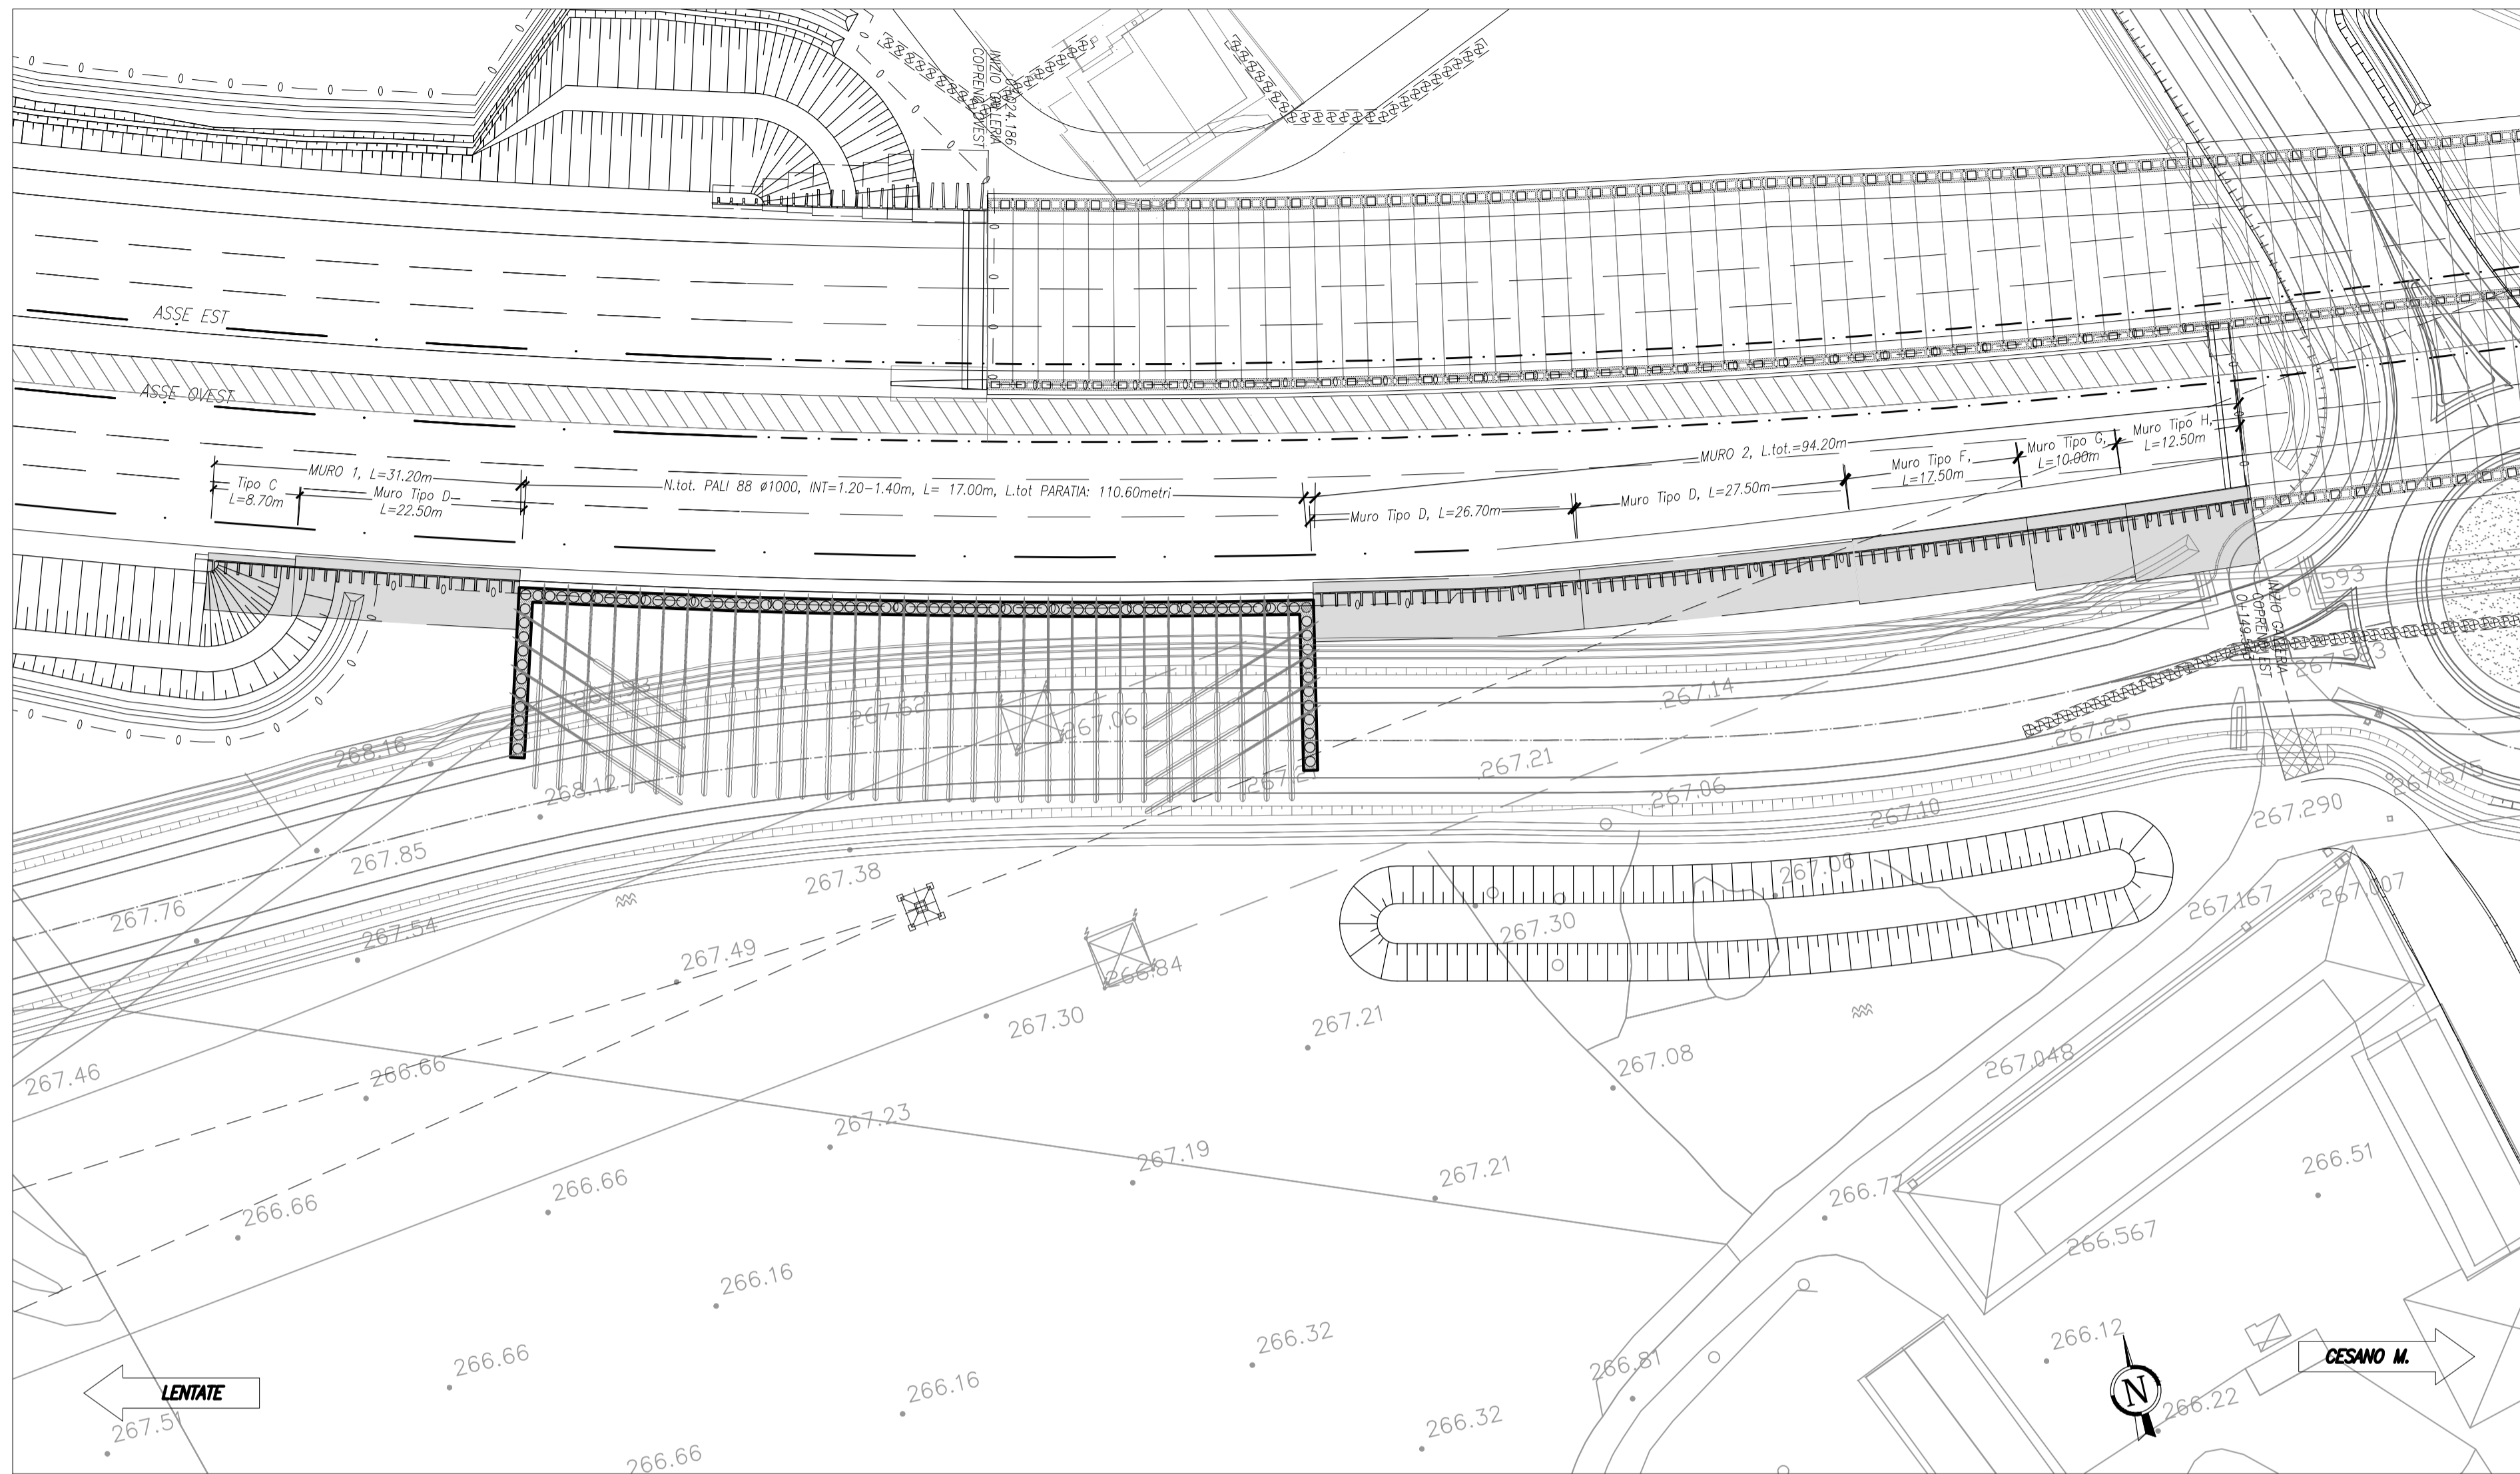 INIZIO GALLERIA
COPRENO OVEST
ASSE EST
ASSE OVEST
MURO 1, L=31.20m
Tipo C
L=8.70m
Muro Tipo D
L=22.50m
N.tot. PALI 88 ø1000, INT=1.20-1.40m, L= 17.00m, L.tot PARATIA: 110.60metri
MURO 2, L.tot.=94.20m
Muro Tipo D, L=26.70m
Muro Tipo D, L=27.50m
Muro Tipo F,
L=17.50m
Muro Tipo G,
L=10.00m
Muro Tipo H,
L=12.50m
INIZIO GALLERIA
COPRENO EST
593
267.14
267.62
267.06
267.25
268.16
267.21
268.12
267.06
267.575
267.10
267.290
267.85
267.38
267.06
267.007
267.76
267.167
267.54
267.30
267.49
266.84
267.30
267.21
267.08
267.048
267.46
266.66
267.23
267.19
267.21
266.51
266.66
266.77
266.66
266.567
266.16
266.32
266.12
266.66
266.81
CESANO M.
LENTATE
266.16
N
266.22
267.51
266.32
266.66